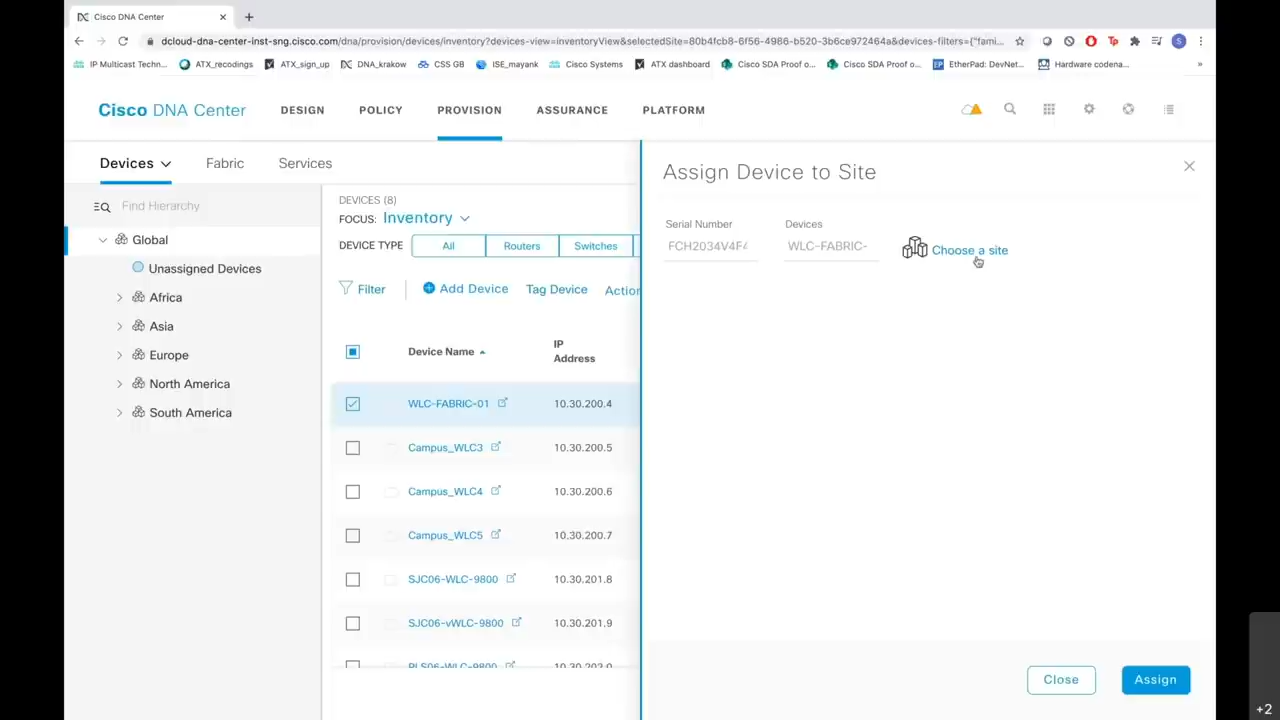 Cisco DNA Center
dcloud-dna-center-inst-sng.cisco.com/dna/provision/devices/inventory?devices-view=inventoryView&selectedSite=80b4fcb8-6f56-4986-b520-3b6ce972464a&devices-filters={"fami...
IP Multicast Techn... ATX_recodings ATX_sign_up DNA_krakow CSS GB ISE_mayank Cisco Systems ATX dashboard Cisco SDA Proof o... Cisco SDA Proof o... EP EtherPad: DevNet... Hardware codena... »
Cisco DNA Center DESIGN POLICY PROVISION ASSURANCE PLATFORM
Devices Fabric Services
Find Hierarchy
Global
Unassigned Devices
Africa
Asia
Europe
North America
South America
DEVICES (8)
FOCUS: Inventory
DEVICE TYPE All Routers Switches
Filter Add Device Tag Device Action
Device Name IP Address
WLC-FABRIC-01 10.30.200.4
Campus_WLC3 10.30.200.5
Campus_WLC4 10.30.200.6
Campus_WLC5 10.30.200.7
SJC06-WLC-9800 10.30.201.8
SJC06-vWLC-9800 10.30.201.9
Assign Device to Site
Serial Number Devices
FCH2034V4F WLC-FABRIC- Choose a site
Close Assign
+2